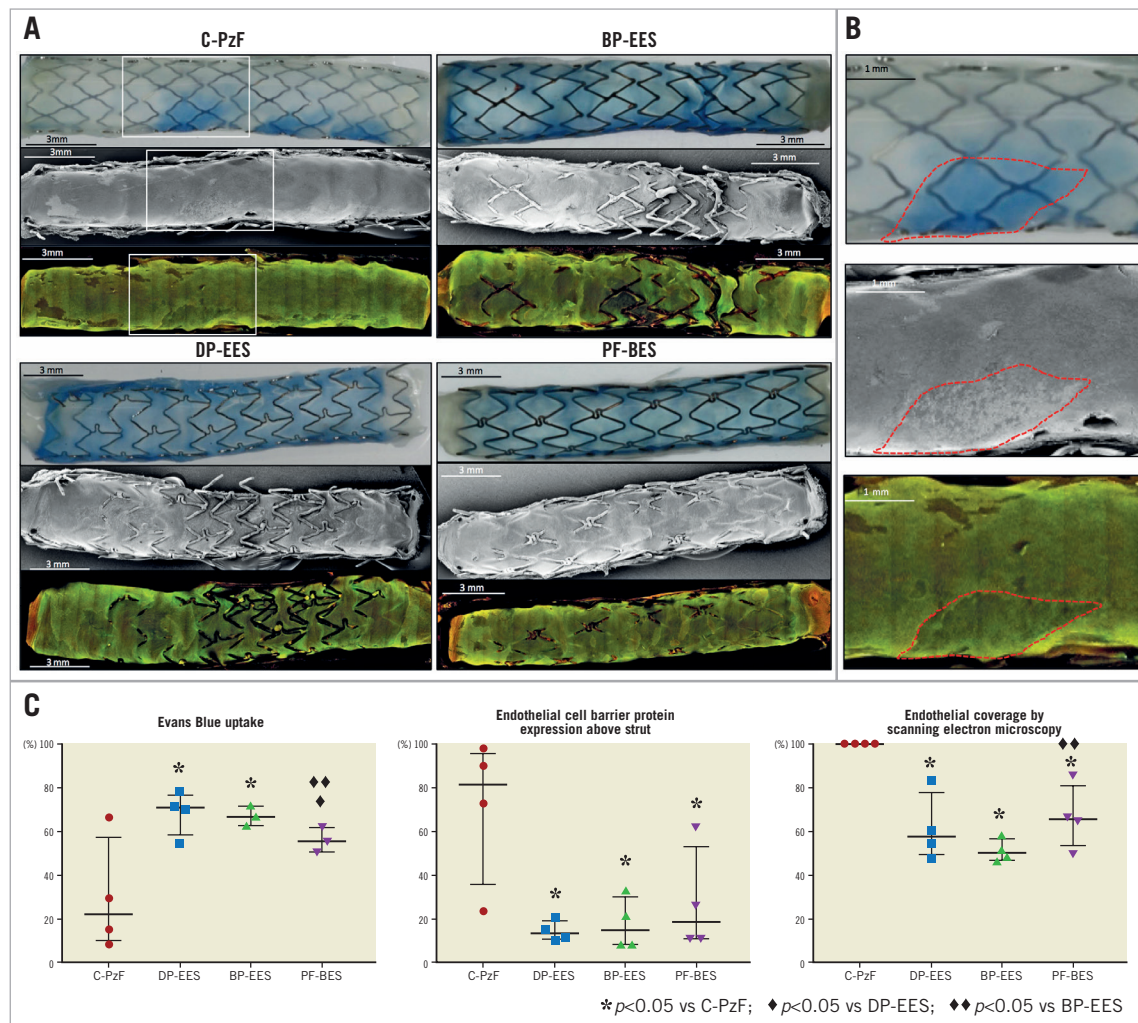 A
C-PzF
BP-EES
3mm
3 mm
3mm
3 mm
3mm
3 mm
DP-EES
PF-BES
3 mm
3 mm
3 mm
3 mm
3 mm
3 mm
B
1 mm
1 mm
1 mm
C
Evans Blue uptake
(%) 100
80
60
40
20
0
C-PzF DP-EES BP-EES PF-BES
Endothelial cell barrier protein
expression above strut
(%) 100
80
60
40
20
0
C-PzF DP-EES BP-EES PF-BES
Endothelial coverage by
scanning electron microscopy
(%) 100
80
60
40
20
0
C-PzF DP-EES BP-EES PF-BES
* p<0.05 vs C-PzF; ♦ p<0.05 vs DP-EES; ♦♦ p<0.05 vs BP-EES